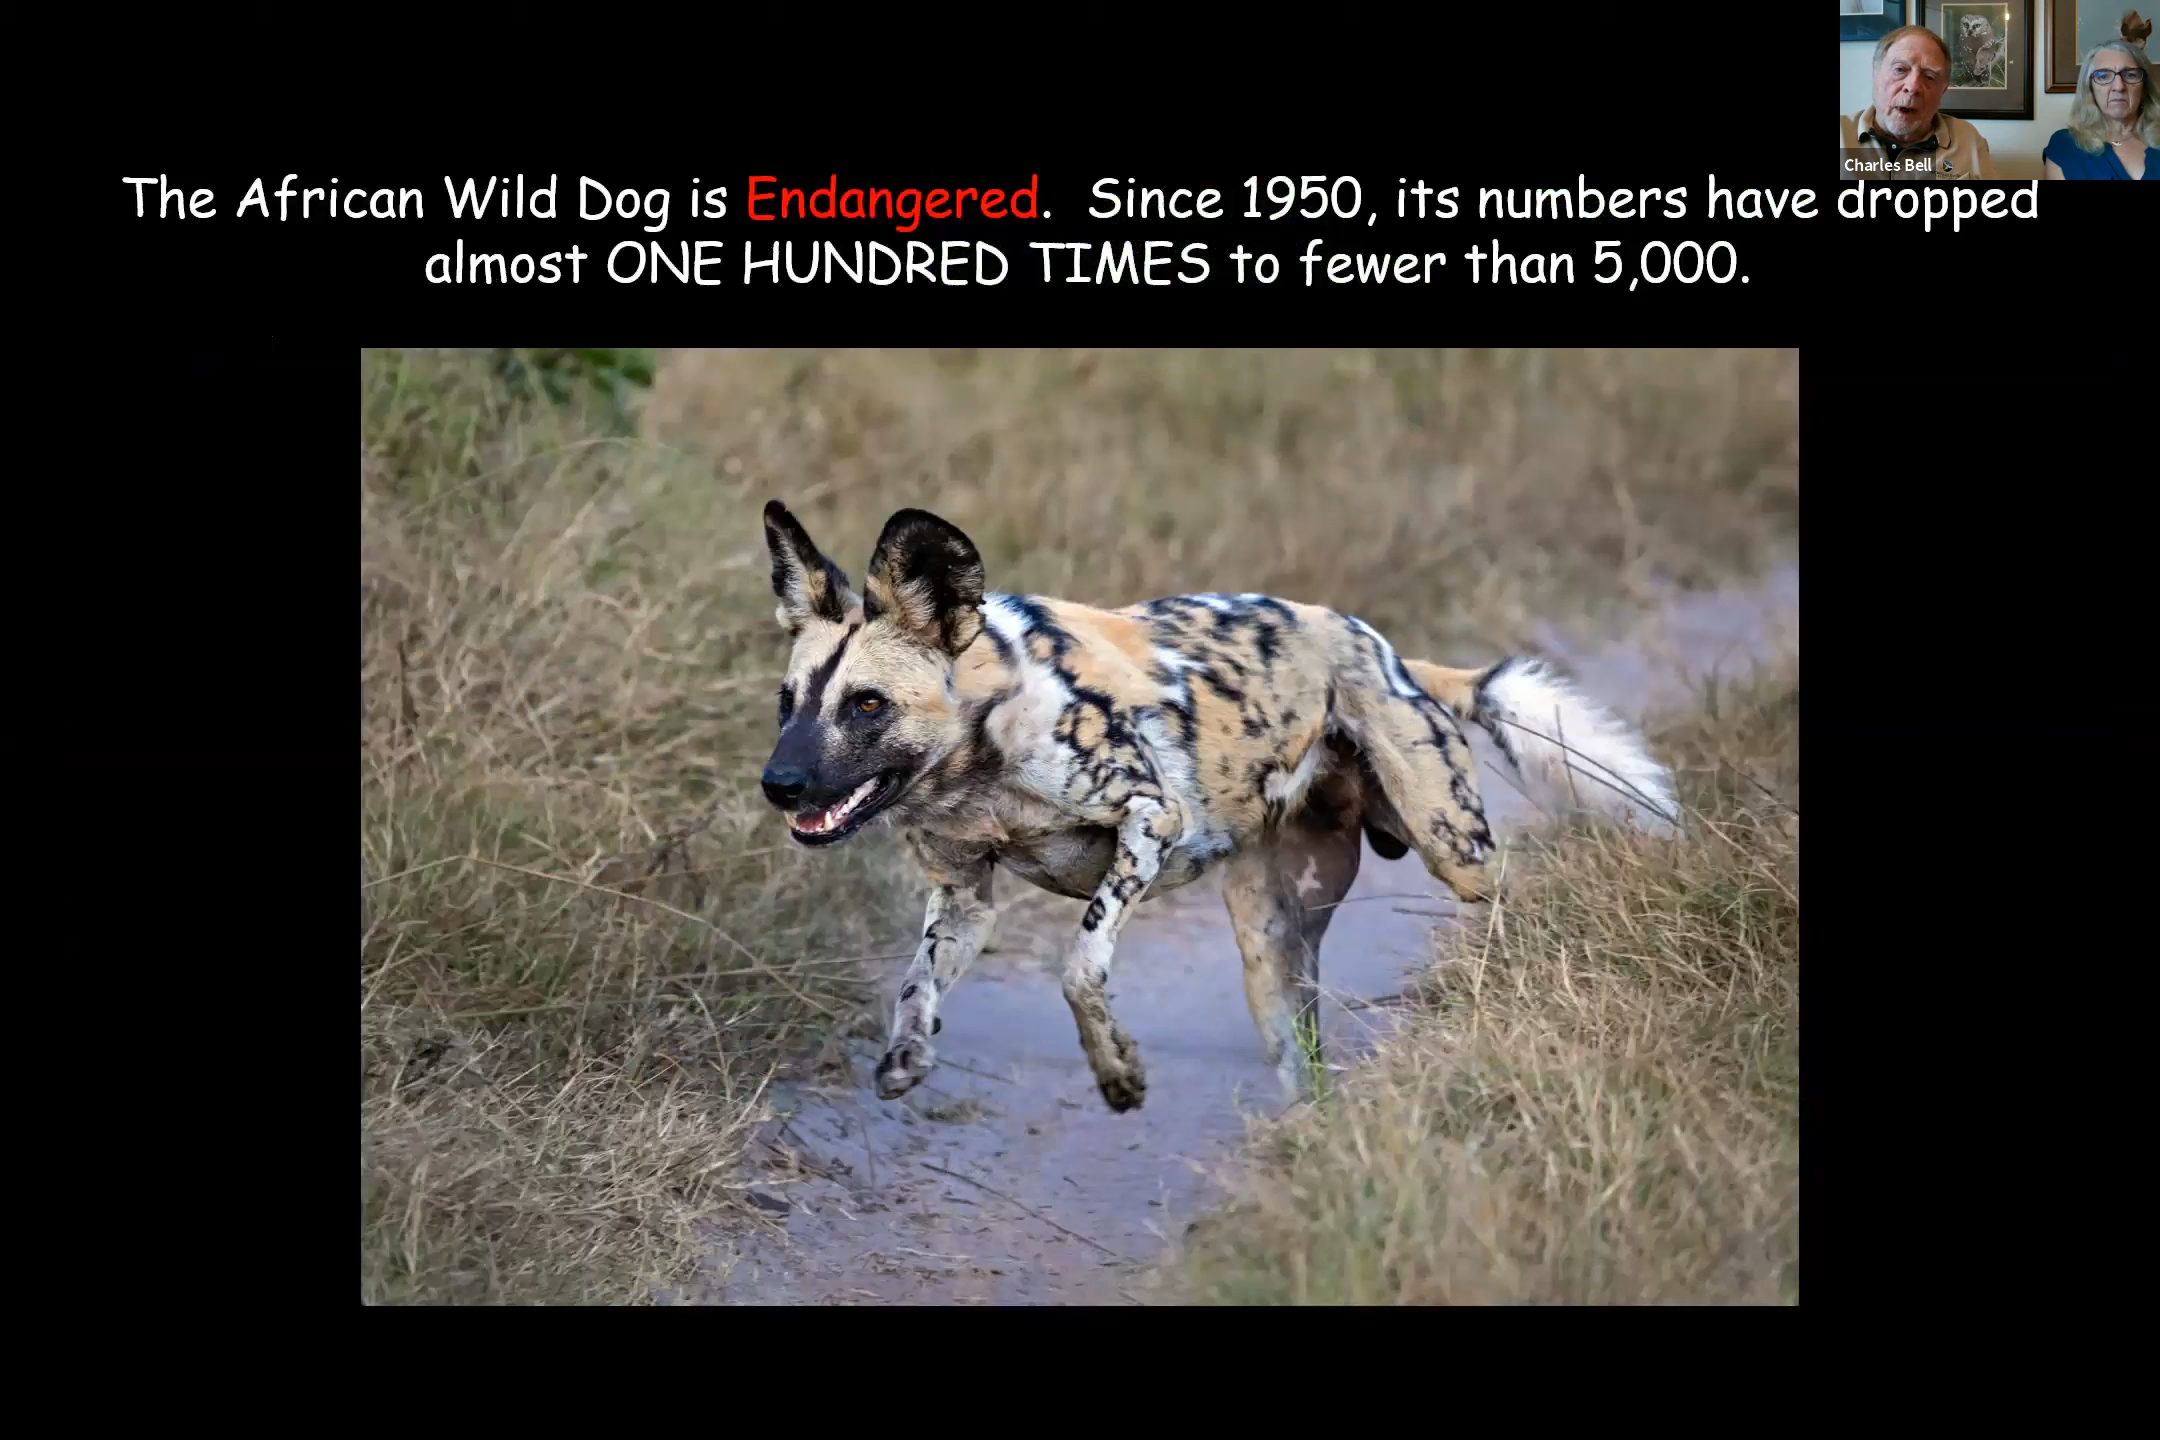 Charles Bell
The African Wild Dog is Endangered. Since 1950, its numbers have dropped
almost ONE HUNDRED TIMES to fewer than 5,000.